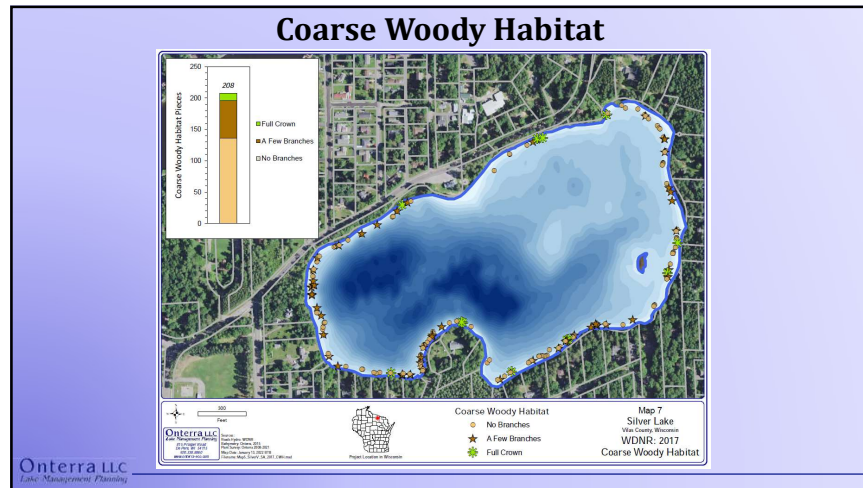 Coarse Woody Habitat
250
208
200
150
100
50
0
Coarse Woody Habitat Pieces
Full Crown
A Few Branches
No Branches
Feet
Onterra LLC
Lake Management Planning
Project Location in Wisconsin
Coarse Woody Habitat
No Branches
A Few Branches
Full Crown
Map 7
Silver Lake
Vilas County, Wisconsin
WDNR: 2017
Coarse Woody Habitat
Onterra LLC
Lake Management Planning